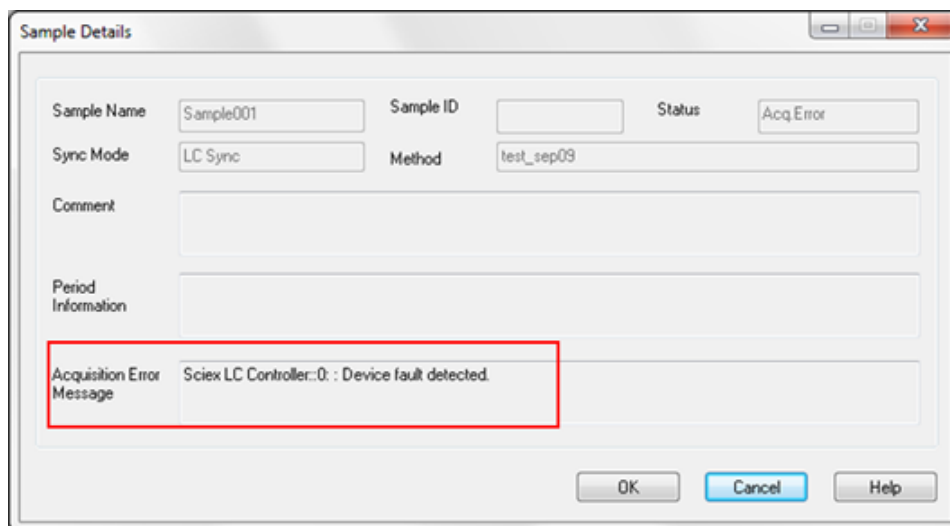 Sample Details
Sample Name Sample001 Sample ID Status Acq.Error
Sync Mode LC Sync Method test_sep09
Comment
Period
Information
Acquisition Error Sciex LC Controller::0: : Device fault detected.
Message
OK Cancel Help